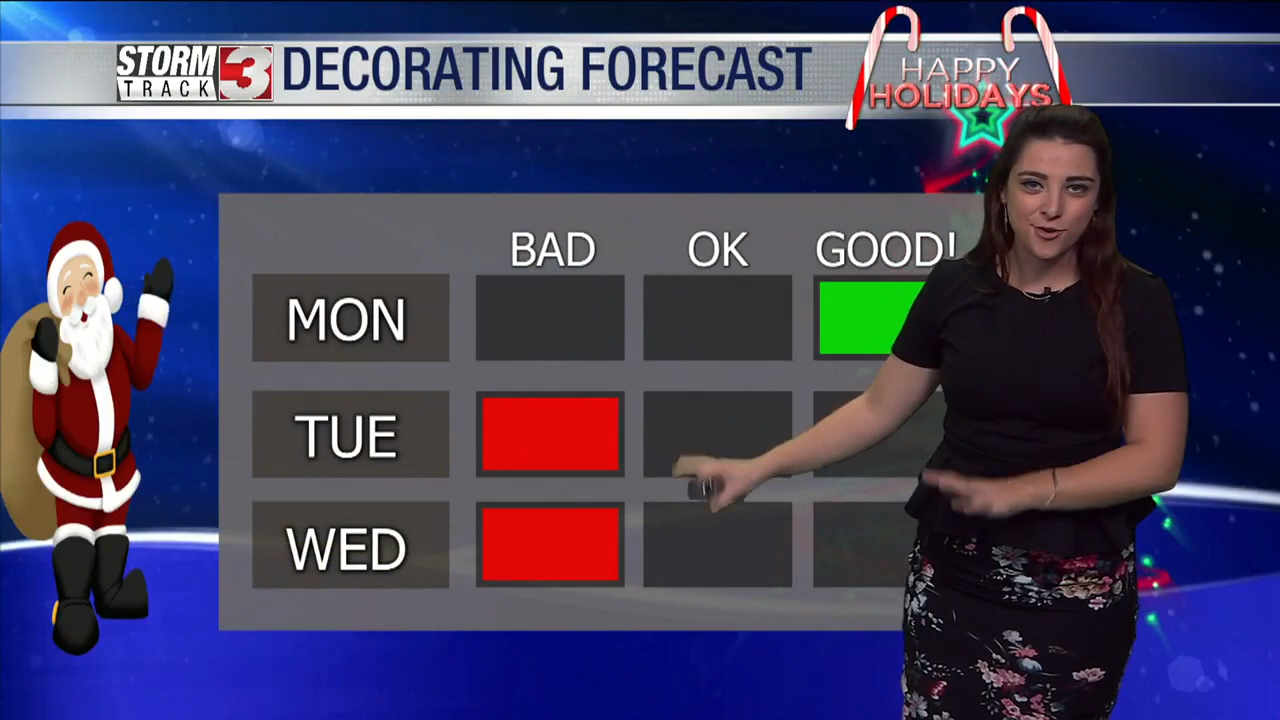 STORM
TRACK
3
DECORATING FORECAST
HAPPY
HOLIDAYS
BAD OK GOOD!
MON
TUE
WED